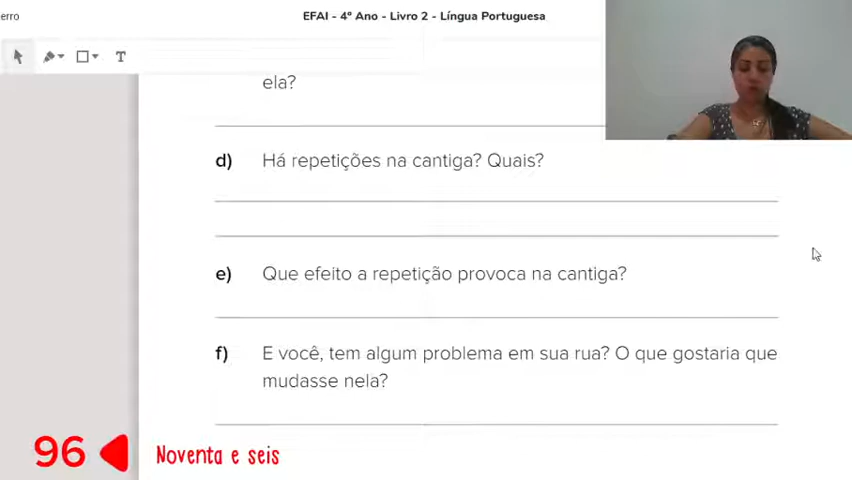 erro
EFAI - 4º Ano - Livro 2 - Língua Portuguesa
T
ela?
d) Há repetições na cantiga? Quais?
e) Que efeito a repetição provoca na cantiga?
f) E você, tem algum problema em sua rua? O que gostaria que
mudasse nela?
96 Noventa e seis